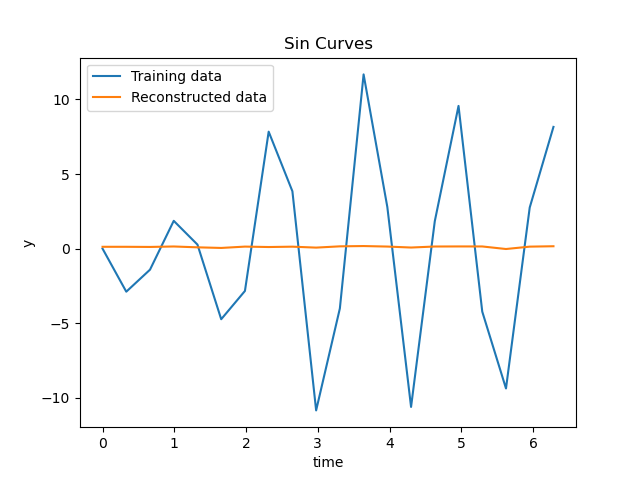 Sin Curves
Training data
Reconstructed data
10
5
0
−5
−10
y
0 1 2 3 4 5 6
time